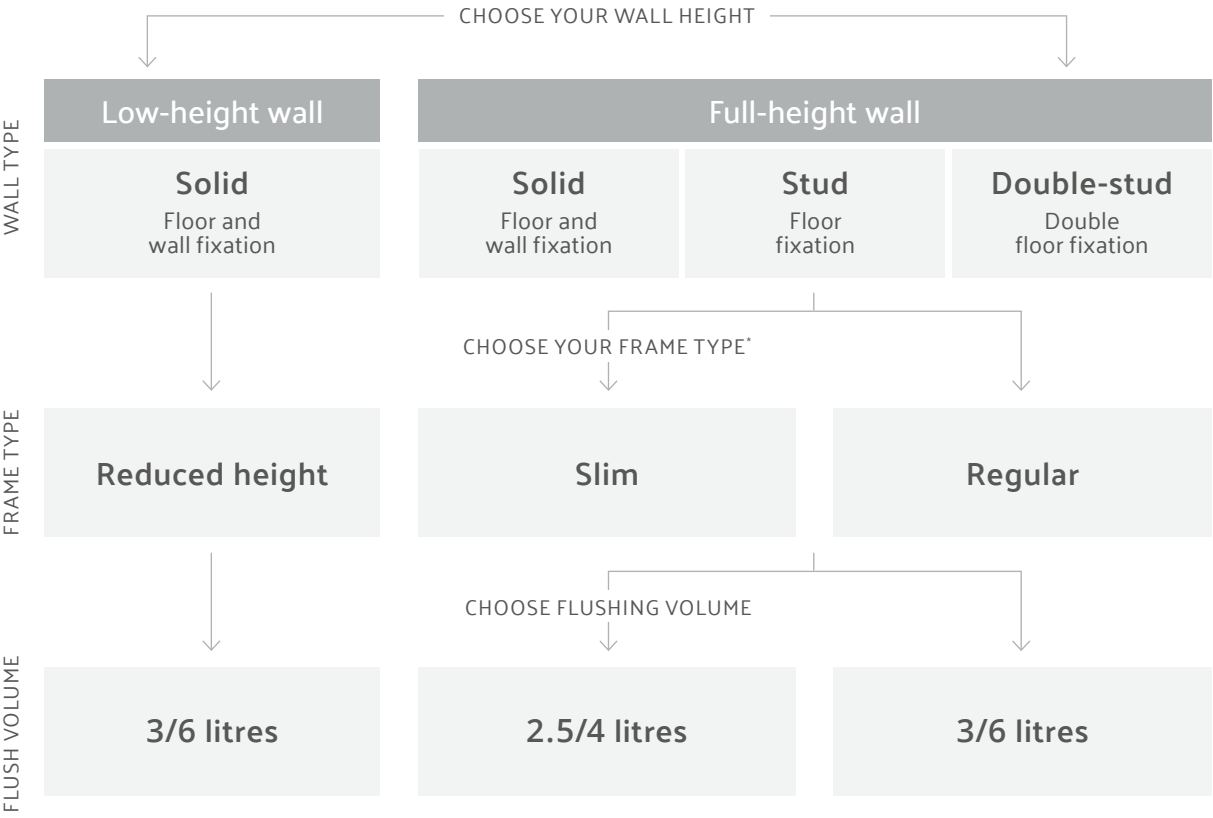 CHOOSE YOUR WALL HEIGHT
WALL TYPE
Low-height wall
Full-height wall
Solid
Floor and
wall fixation
Solid
Floor and
wall fixation
Stud
Floor
fixation
Double-stud
Double
floor fixation
CHOOSE YOUR FRAME TYPE*
FRAME TYPE
Reduced height
Slim
Regular
CHOOSE FLUSHING VOLUME
FLUSH VOLUME
3/6 litres
2.5/4 litres
3/6 litres